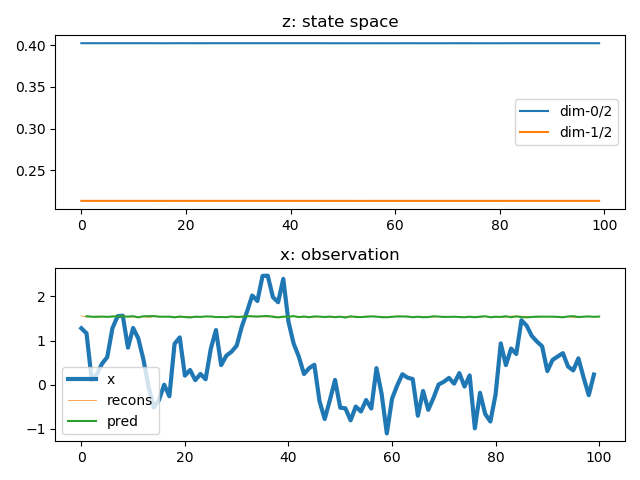 z: state space
0.40
0.35
0.30
0.25
dim-0/2
dim-1/2
0 20 40 60 80 100
x: observation
2
1
0
−1
x
recons
pred
0 20 40 60 80 100